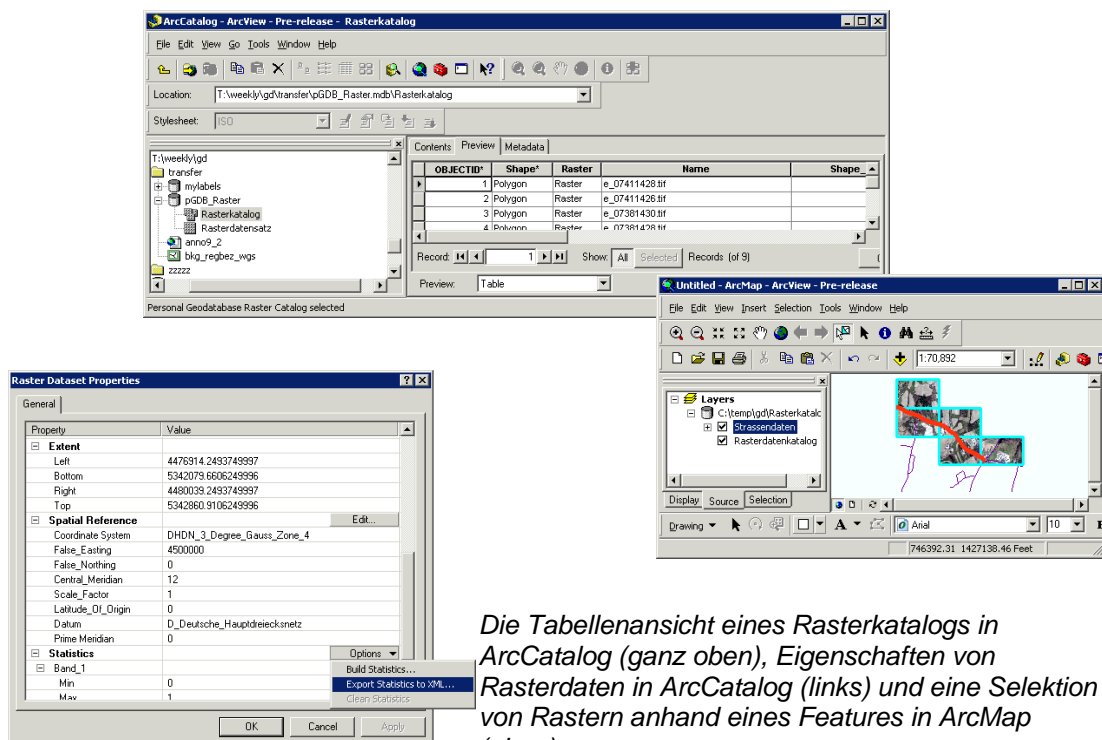 ArcCatalog - ArcView - Pre-release - Rasterkatalog
File Edit View Go Tools Window Help
Location: T:\weekly\gd\transfer\pGDB_Raster.mdb\Rasterkatalog
Stylesheet: ISO
T:\weekly\gd
transfer
mylabels
pGDB_Raster
Rasterkatalog
Rasterdatensatz
anno9_2
bkg_regbez_wgs
zzzzz
Contents Preview Metadata
OBJECTID* Shape* Raster Name Shape_
1 Polygon Raster e_07411428.tif
2 Polygon Raster e_07411426.tif
3 Polygon Raster e_07381430.tif
4 Polygon Raster e_07381428.tif
Record: 1 Show: All Selected Records (of 9)
Preview: Table
Personal Geodatabase Raster Catalog selected
Untitled - ArcMap - ArcView - Pre-release
File Edit View Insert Selection Tools Window Help
1:70,892
Layers
C:\temp\gd\Rasterkatalc
Strassendaten
Rasterdatenkatalog
Display Source Selection
Drawing A Arial 10
746392.31 1427138.46 Feet
Raster Dataset Properties
General
Property Value
Extent
Left 4476914.2493749997
Bottom 5342079.6606249996
Right 4480039.2493749997
Top 5342860.9106249996
Spatial Reference Edit...
Coordinate System DHDN_3_Degree_Gauss_Zone_4
False_Easting 4500000
False_Northing 0
Central_Meridian 12
Scale_Factor 1
Latitude_Of_Origin 0
Datum D_Deutsche_Hauptdreiecksnetz
Prime Meridian 0
Statistics Options
Band_1
Min 0
Max 1
Build Statistics...
Export Statistics to XML...
Clean Statistics
OK Cancel Apply
Die Tabellenansicht eines Rasterkatalogs in
ArcCatalog (ganz oben), Eigenschaften von
Rasterdaten in ArcCatalog (links) und eine Selektion
von Rastern anhand eines Features in ArcMap